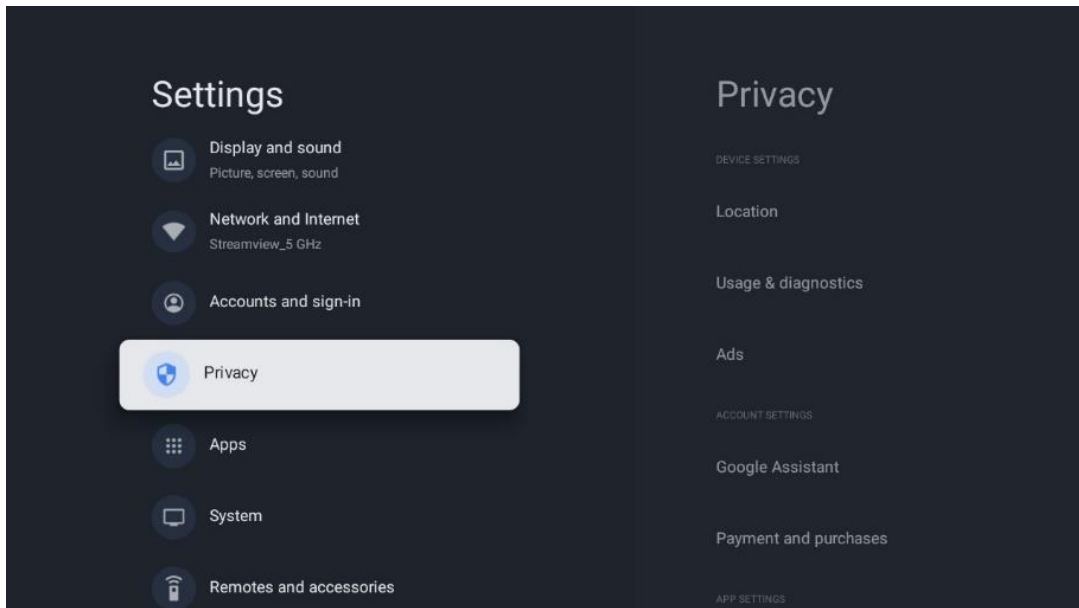 Settings
Display and sound
Picture, screen, sound
Network and Internet
Streamview_5 GHz
Accounts and sign-in
Privacy
Apps
System
Remotes and accessories
Privacy
DEVICE SETTINGS
Location
Usage & diagnostics
Ads
ACCOUNT SETTINGS
Google Assistant
Payment and purchases
APP SETTINGS